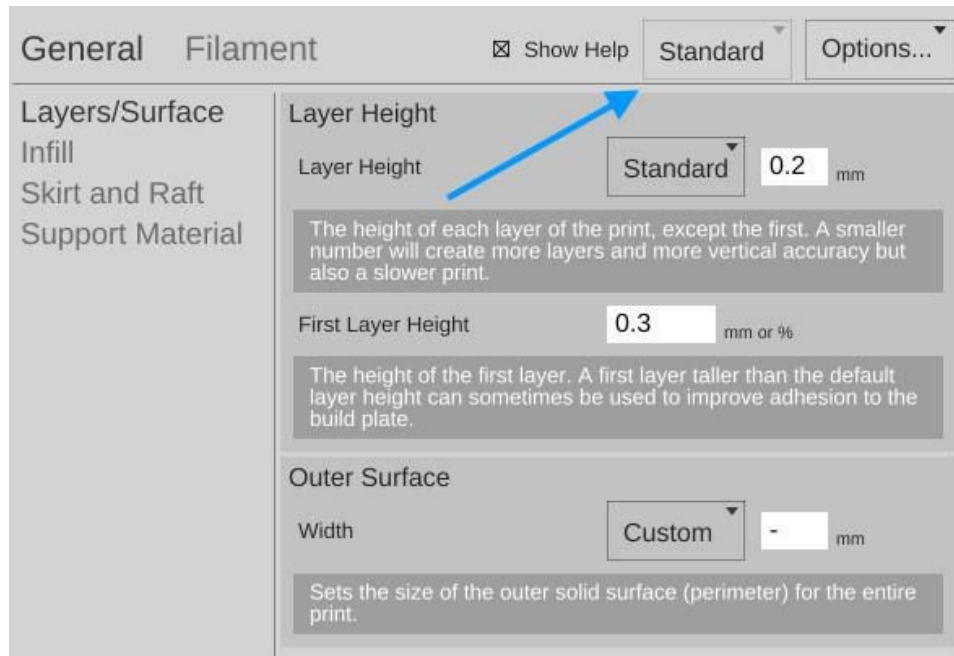 General Filament ☒ Show Help Standard Options...
Layers/Surface
Infill
Skirt and Raft
Support Material
Layer Height
Layer Height Standard 0.2 mm
The height of each layer of the print, except the first. A smaller
number will create more layers and more vertical accuracy but
also a slower print.
First Layer Height 0.3 mm or %
The height of the first layer. A first layer taller than the default
layer height can sometimes be used to improve adhesion to the
build plate.
Outer Surface
Width Custom - mm
Sets the size of the outer solid surface (perimeter) for the entire
print.